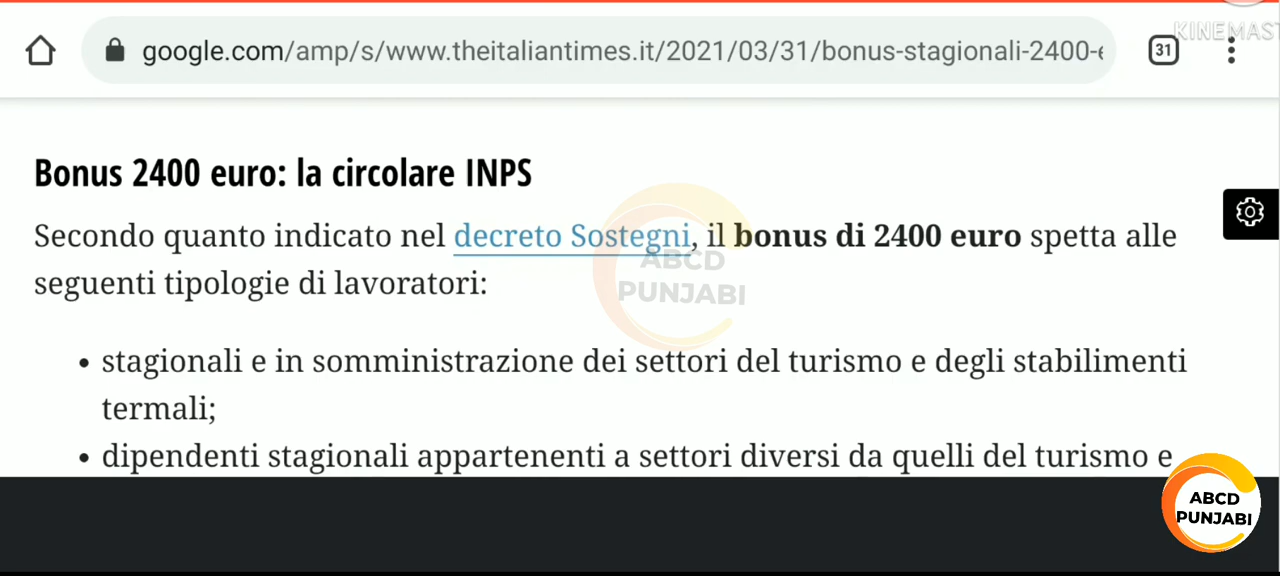 google.com/amp/s/www.theitaliantimes.it/2021/03/31/bonus-stagionali-2400-e
31
KINEMAST
Bonus 2400 euro: la circolare INPS
Secondo quanto indicato nel decreto Sostegni, il bonus di 2400 euro spetta alle
seguenti tipologie di lavoratori:
ABCD
PUNJABI
• stagionali e in somministrazione dei settori del turismo e degli stabilimenti
termali;
• dipendenti stagionali appartenenti a settori diversi da quelli del turismo e
ABCD
PUNJABI